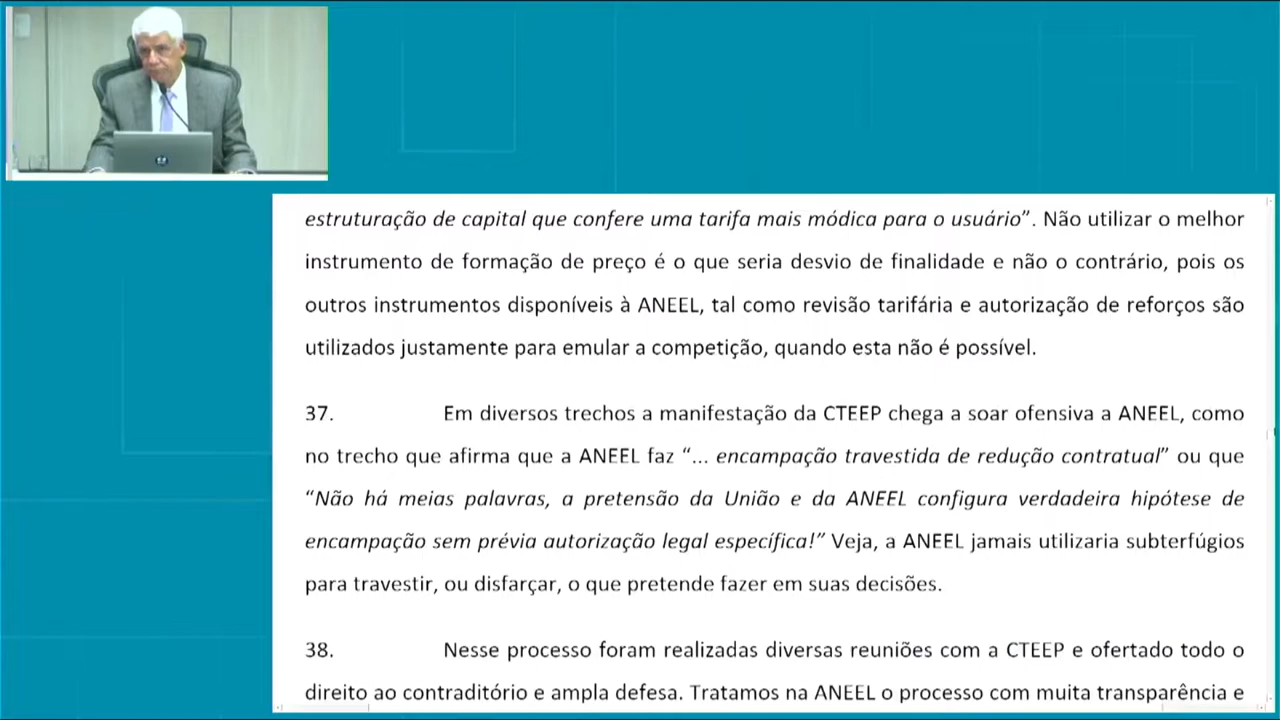 estruturação de capital que confere uma tarifa mais módica para o usuário”. Não utilizar o melhor
instrumento de formação de preço é o que seria desvio de finalidade e não o contrário, pois os
outros instrumentos disponíveis à ANEEL, tal como revisão tarifária e autorização de reforços são
utilizados justamente para emular a competição, quando esta não é possível.
37. Em diversos trechos a manifestação da CTEEP chega a soar ofensiva a ANEEL, como
no trecho que afirma que a ANEEL faz “... encampação travestida de redução contratual” ou que
“Não há meias palavras, a pretensão da União e da ANEEL configura verdadeira hipótese de
encampação sem prévia autorização legal específica!” Veja, a ANEEL jamais utilizaria subterfúgios
para travestir, ou disfarçar, o que pretende fazer em suas decisões.
38. Nesse processo foram realizadas diversas reuniões com a CTEEP e ofertado todo o
direito ao contraditório e ampla defesa. Tratamos na ANEEL o processo com muita transparência e